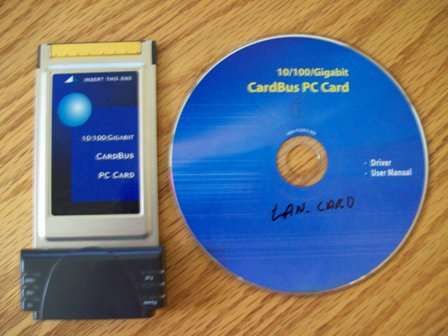 INSERT THIS END
10/100/GIGABIT
CARDBUS
PC CARD
10/100/Gigabit
CardBus PC Card
- Driver
- User Manual
LAN-CARD